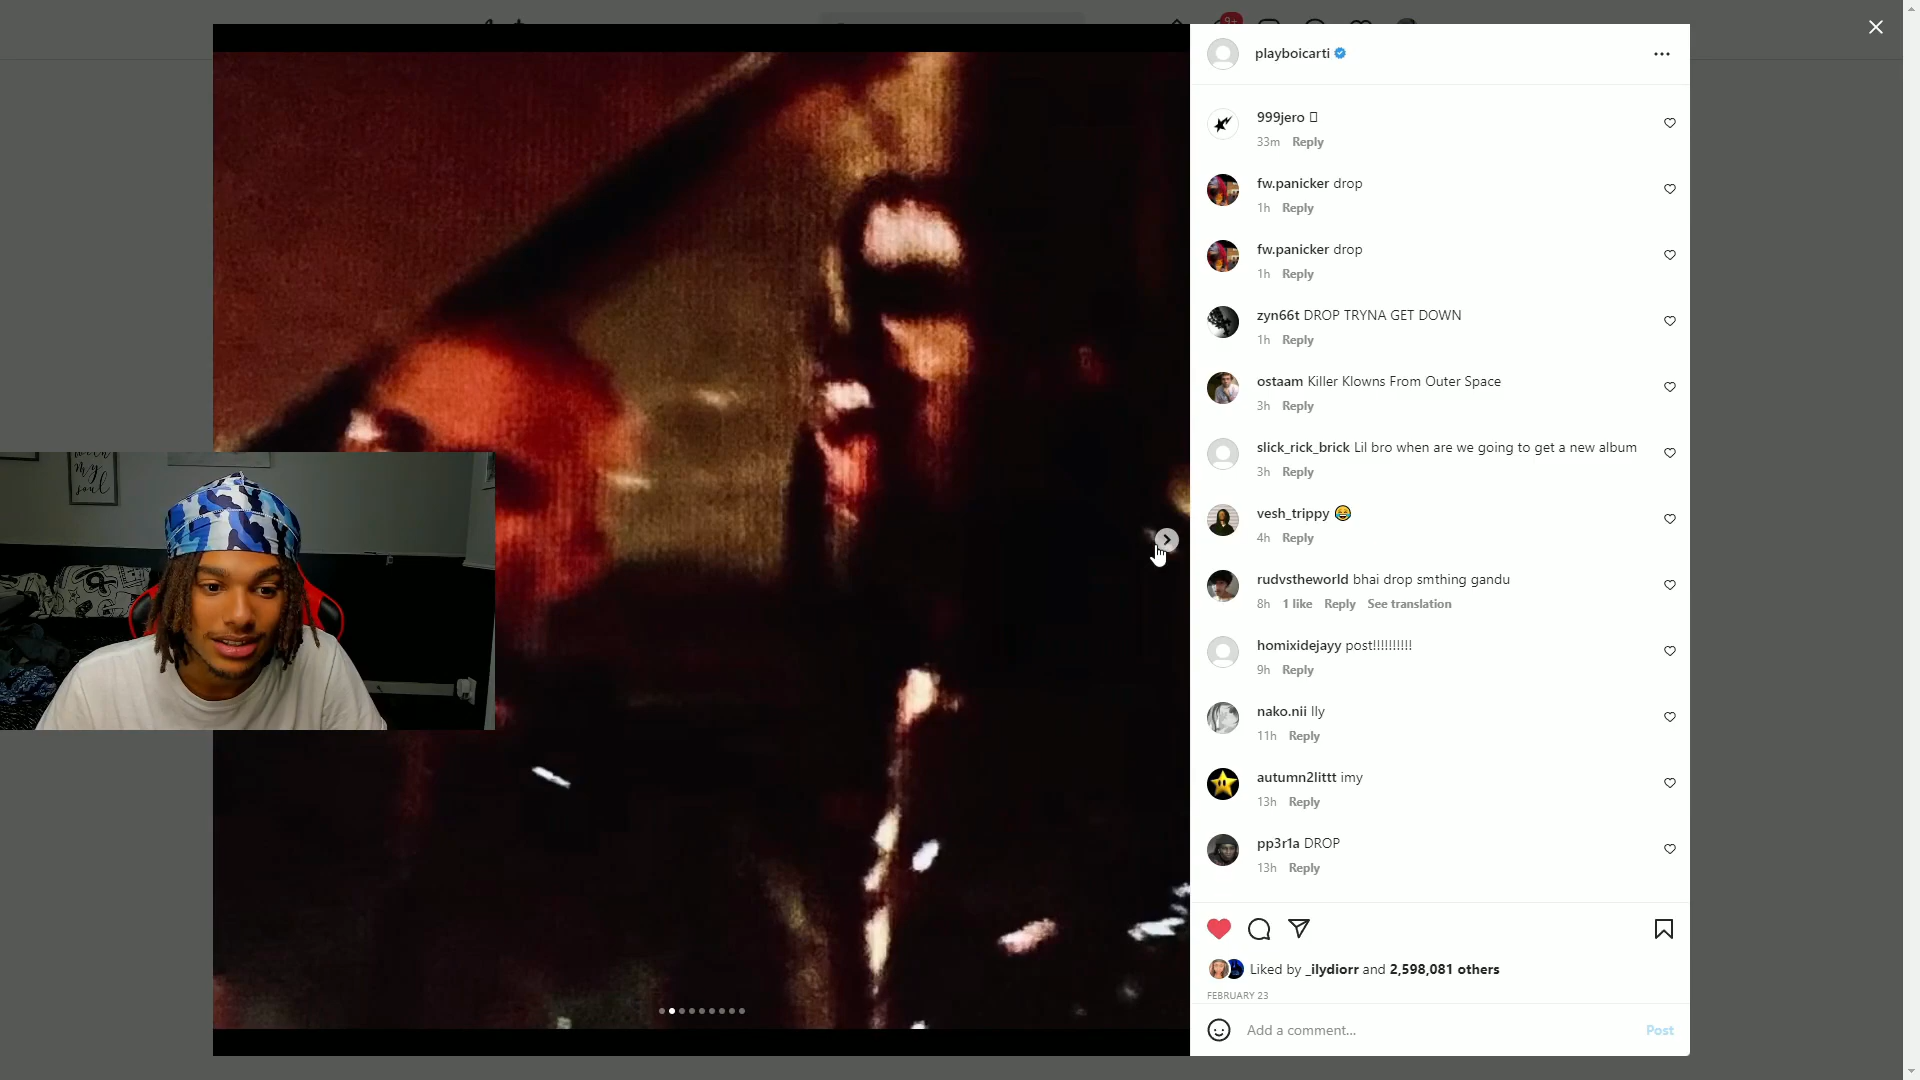 9+
playboicarti
999jero
33m Reply
fw.panicker drop
1h Reply
fw.panicker drop
1h Reply
zyn66t DROP TRYNA GET DOWN
1h Reply
ostaam Killer Klowns From Outer Space
3h Reply
slick_rick_brick Lil bro when are we going to get a new album
3h Reply
vesh_trippy 😂
4h Reply
rudvstheworld bhai drop smthing gandu
8h 1 like Reply See translation
homixidejayy post!!!!!!!!!!
9h Reply
nako.nii lly
11h Reply
autumn2littt imy
13h Reply
pp3r1a DROP
13h Reply
Liked by _ilydiorr and 2,598,081 others
FEBRUARY 23
Add a comment...
Post
my
soul